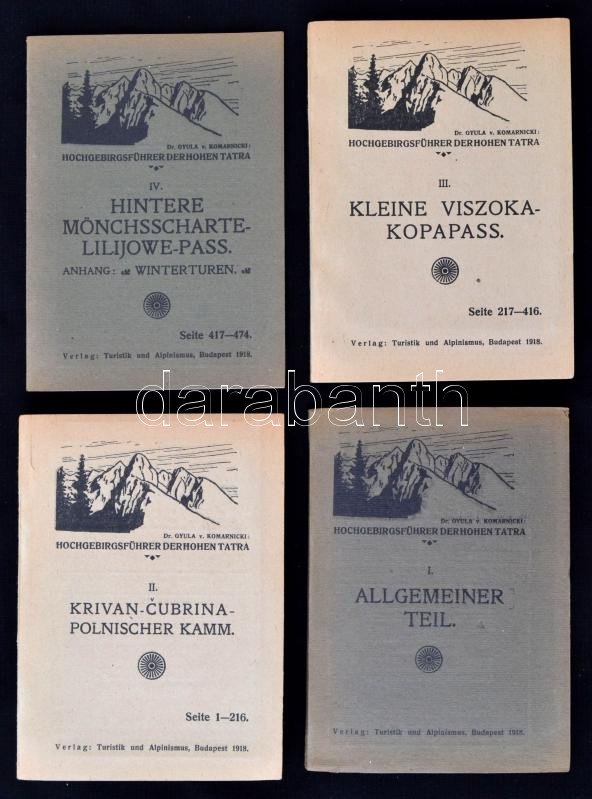 Dr. GYULA v. KOMARNICKI:
HOCHGEBIRGSFÜHRER DER HOHEN TATRA
IV.
HINTERE
MÖNCHSSCHARTE-
LILIJOWE-PASS.
ANHANG: WINTERTUREN.
Seite 417—474.
Verlag: Turistik und Alpinismus, Budapest 1918.
Dr. GYULA v. KOMARNICKI:
HOCHGEBIRGSFÜHRER DER HOHEN TATRA
III.
KLEINE VISZOKA-
KOPAPASS.
Seite 217—416.
Verlag: Turistik und Alpinismus, Budapest 1918.
darabanth
Dr. GYULA v. KOMARNICKI:
HOCHGEBIRGSFÜHRER DER HOHEN TATRA
II.
KRIVAN-ČUBRINA-
POLNISCHER KAMM.
Seite 1—216.
Verlag: Turistik und Alpinismus, Budapest 1918.
Dr. GYULA v. KOMARNICKI:
HOCHGEBIRGSFÜHRER DER HOHEN TATRA
I.
ALLGEMEINER
TEIL.
Verlag: Turistik und Alpinismus, Budapest 1918.